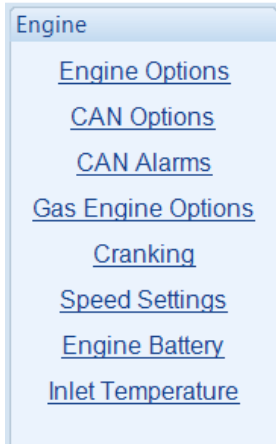 Engine
Engine Options
CAN Options
CAN Alarms
Gas Engine Options
Cranking
Speed Settings
Engine Battery
Inlet Temperature